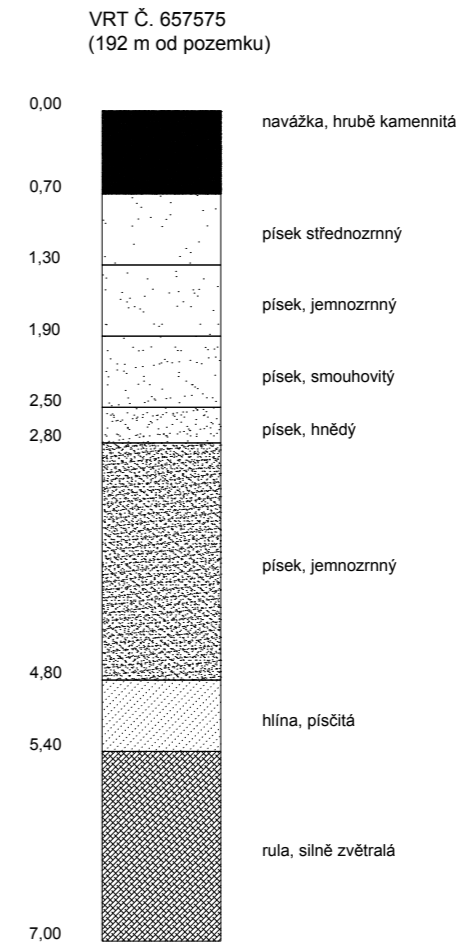 VRT Č. 657575
(192 m od pozemku)
0,00
navážka, hrubě kamennitá
0,70
písek střednozrnný
1,30
písek, jemnozrnný
1,90
písek, smouhovitý
2,50
písek, hnědý
2,80
písek, jemnozrnný
4,80
hlína, písčitá
5,40
rula, silně zvětralá
7,00